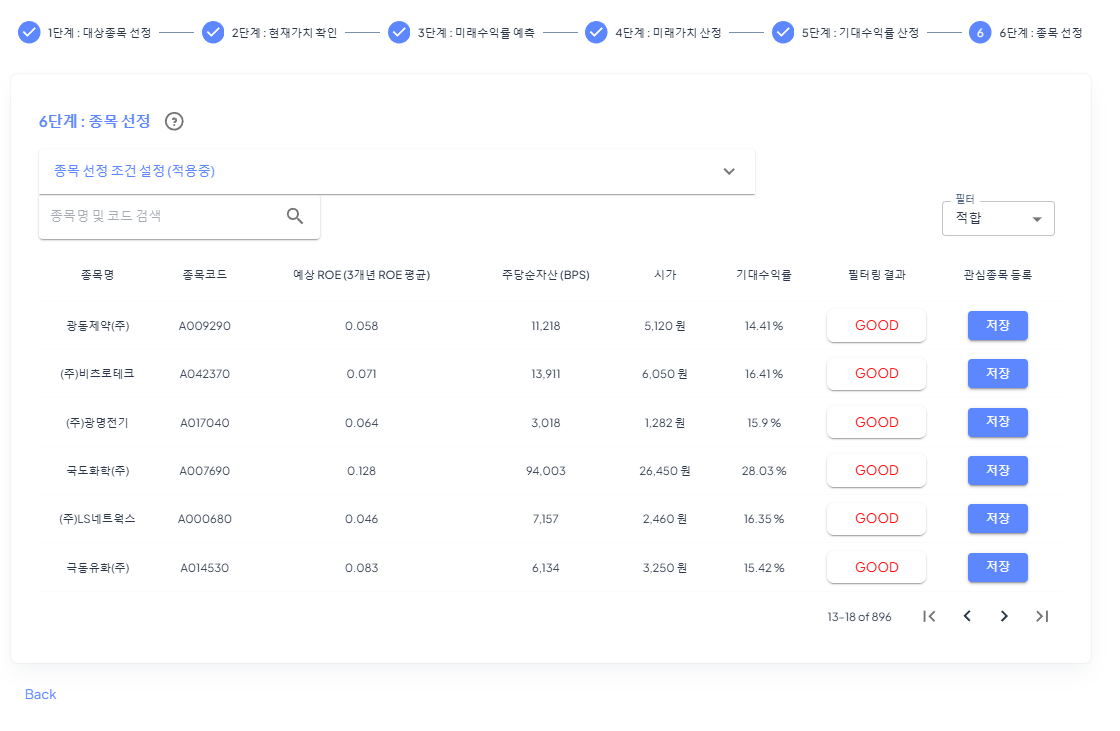 1단계 : 대상종목 선정 2단계 : 현재가치 확인 3단계 : 미래수익률 예측 4단계 : 미래가치 산정 5단계 : 기대수익률 산정 6 6단계 : 종목 선정
6단계 : 종목 선정 ?
종목 선정 조건 설정 (적용중)
종목명 및 코드 검색
필터
적합
종목명 종목코드 예상 ROE (3개년 ROE 평균) 주당순자산 (BPS) 시가 기대수익률 필터링 결과 관심종목 등록
광동제약(주) A009290 0.058 11,218 5,120 원 14.41 % GOOD 저장
(주)비츠로테크 A042370 0.071 13,911 6,050 원 16.41 % GOOD 저장
(주)광명전기 A017040 0.064 3,018 1,282 원 15.9 % GOOD 저장
국도화학(주) A007690 0.128 94,003 26,450 원 28.03 % GOOD 저장
(주)LS네트웍스 A000680 0.046 7,157 2,460 원 16.35 % GOOD 저장
극동유화(주) A014530 0.083 6,134 3,250 원 15.42 % GOOD 저장
13–18 of 896
Back